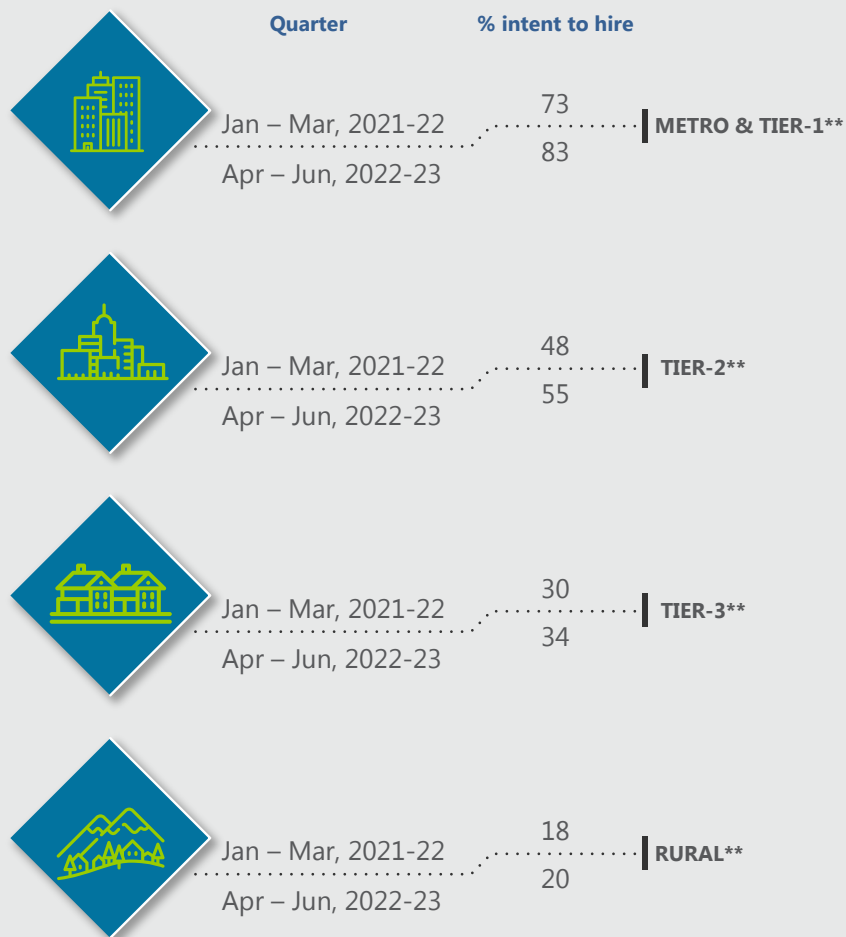 Quarter % intent to hire
Jan – Mar, 2021-22 73
METRO & TIER-1**
Apr – Jun, 2022-23 83
Jan – Mar, 2021-22 48
TIER-2**
Apr – Jun, 2022-23 55
Jan – Mar, 2021-22 30
TIER-3**
Apr – Jun, 2022-23 34
Jan – Mar, 2021-22 18
RURAL**
Apr – Jun, 2022-23 20